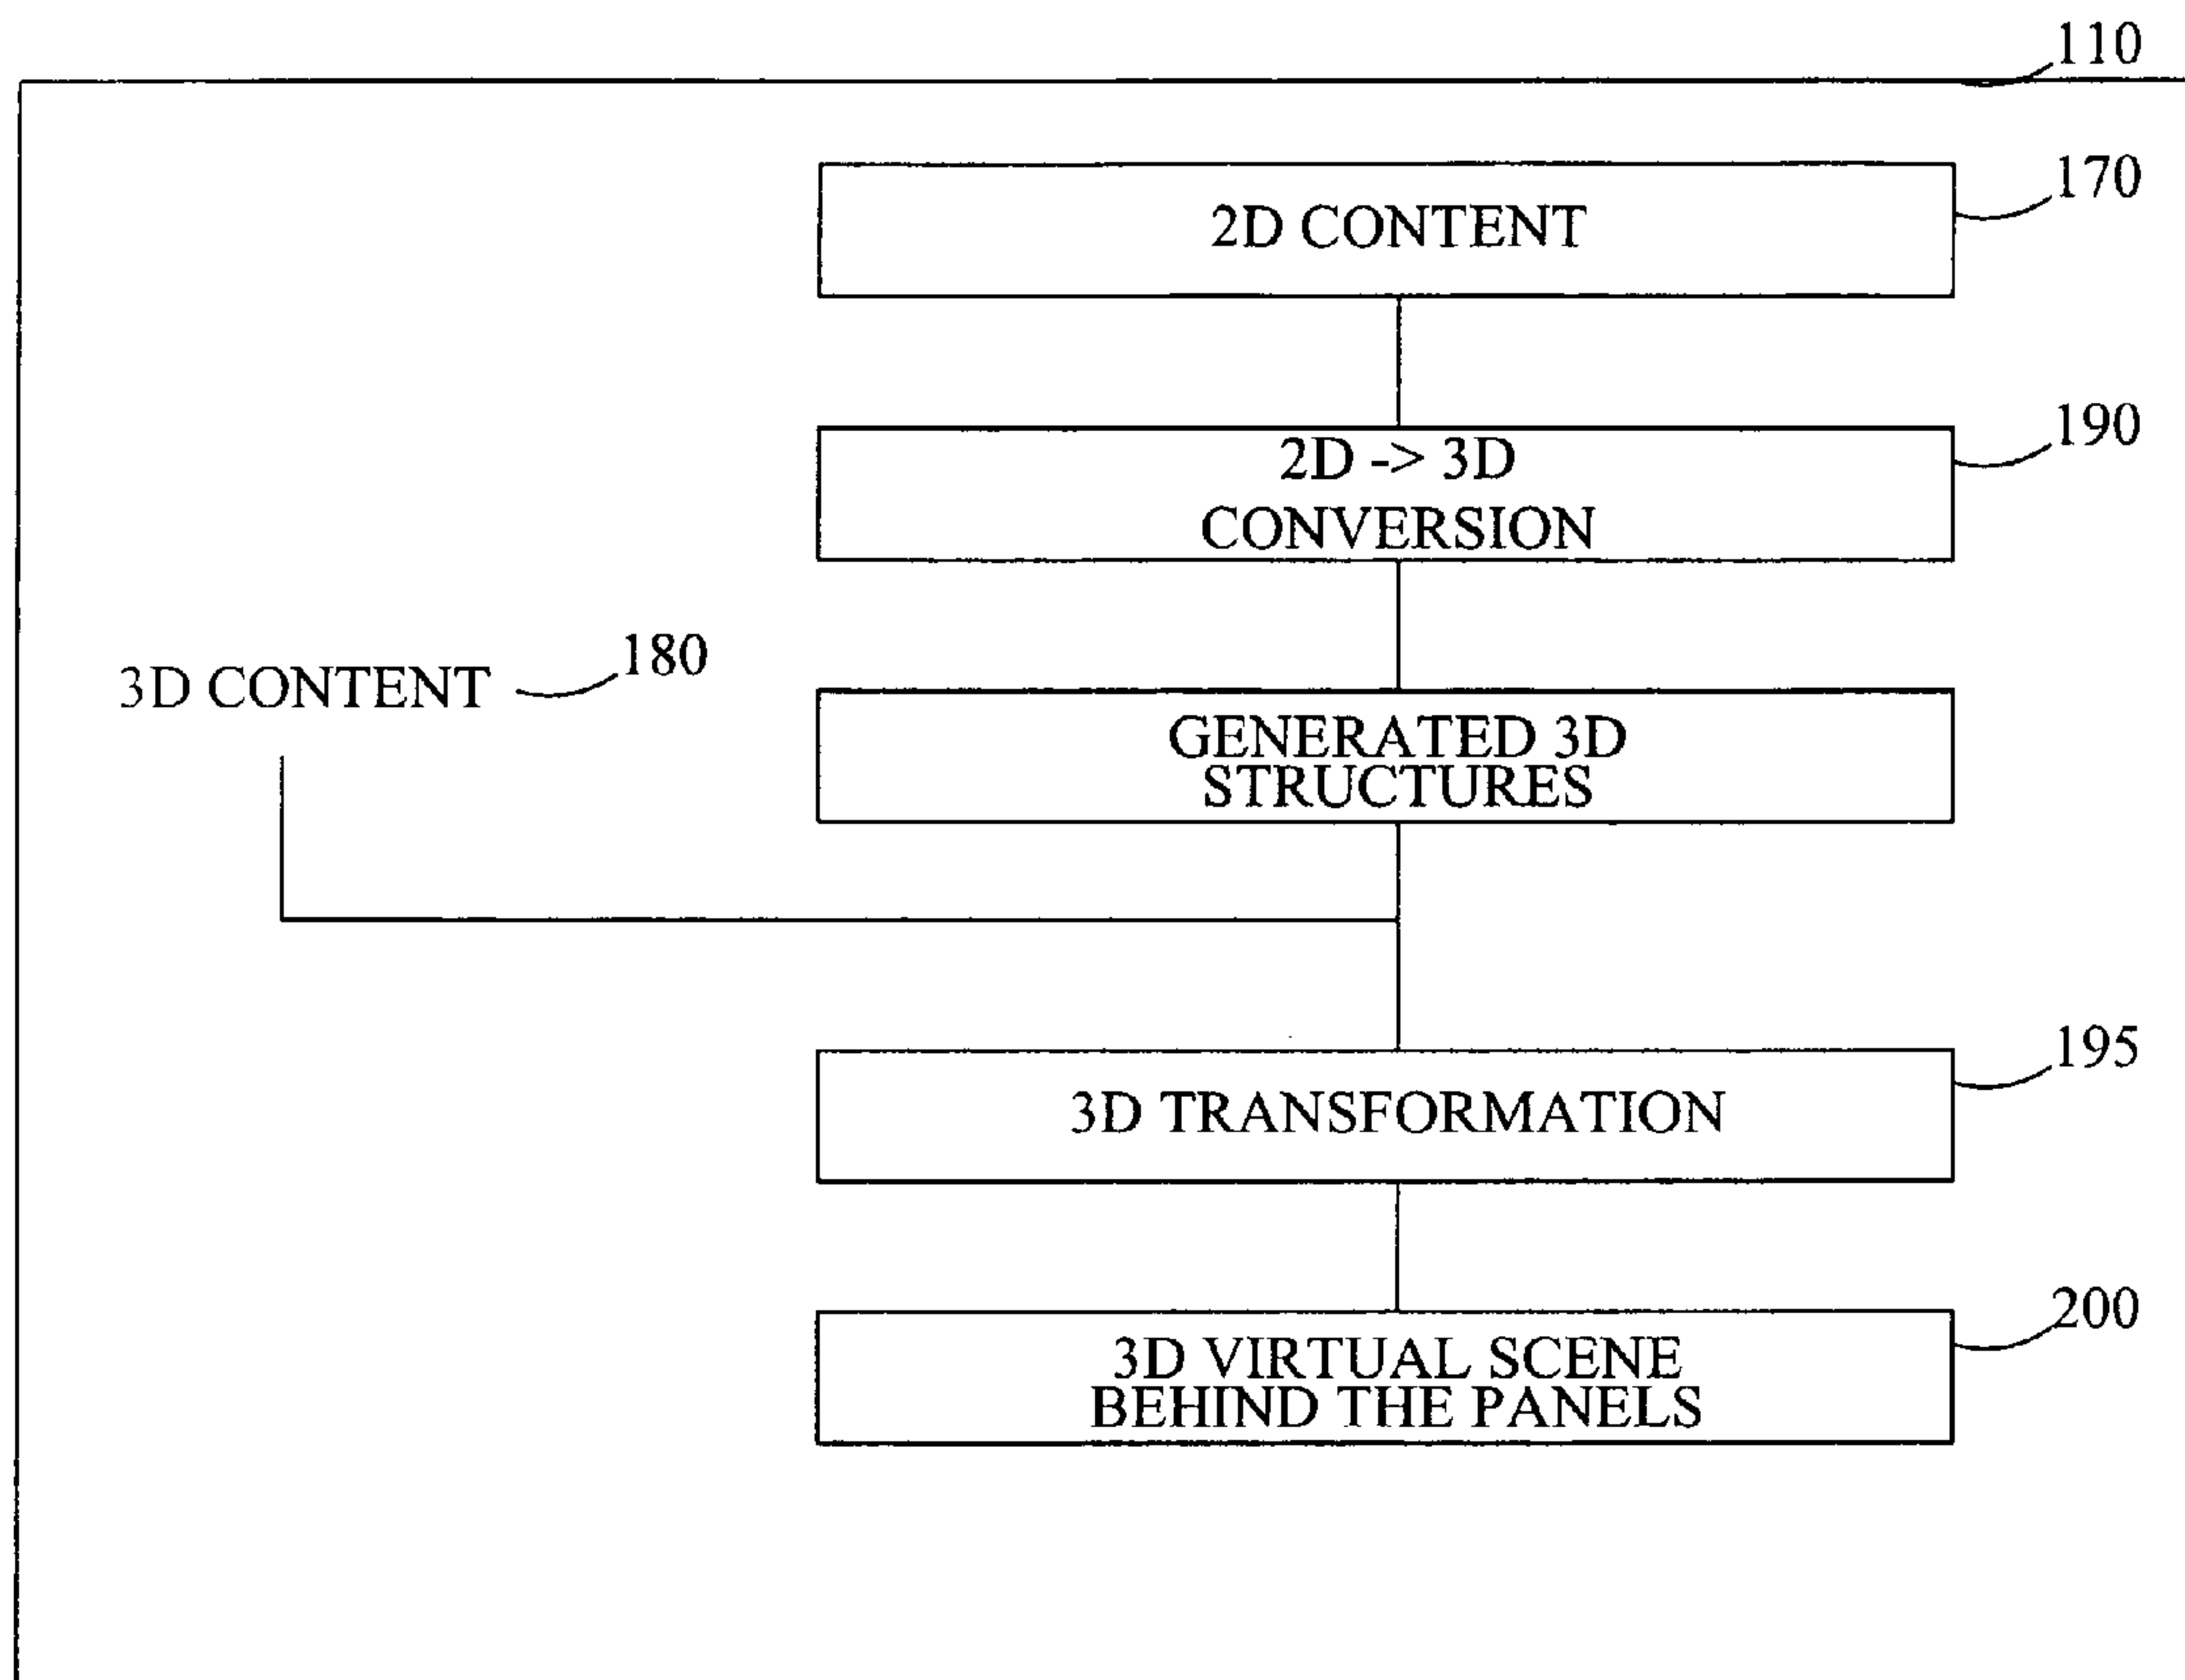 110
2D CONTENT
170
2D -> 3D
CONVERSION
190
3D CONTENT
180
GENERATED 3D
STRUCTURES
3D TRANSFORMATION
195
3D VIRTUAL SCENE
BEHIND THE PANELS
200